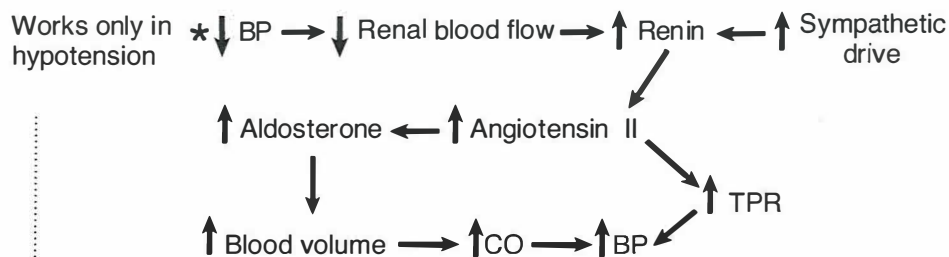 Works only in
hypotension
* ↓ BP → ↓ Renal blood flow → ↑ Renin ← ↑ Sympathetic
drive
↑ Aldosterone ← ↑ Angiotensin II
↑ TPR
↑ Blood volume → ↑ CO → ↑ BP